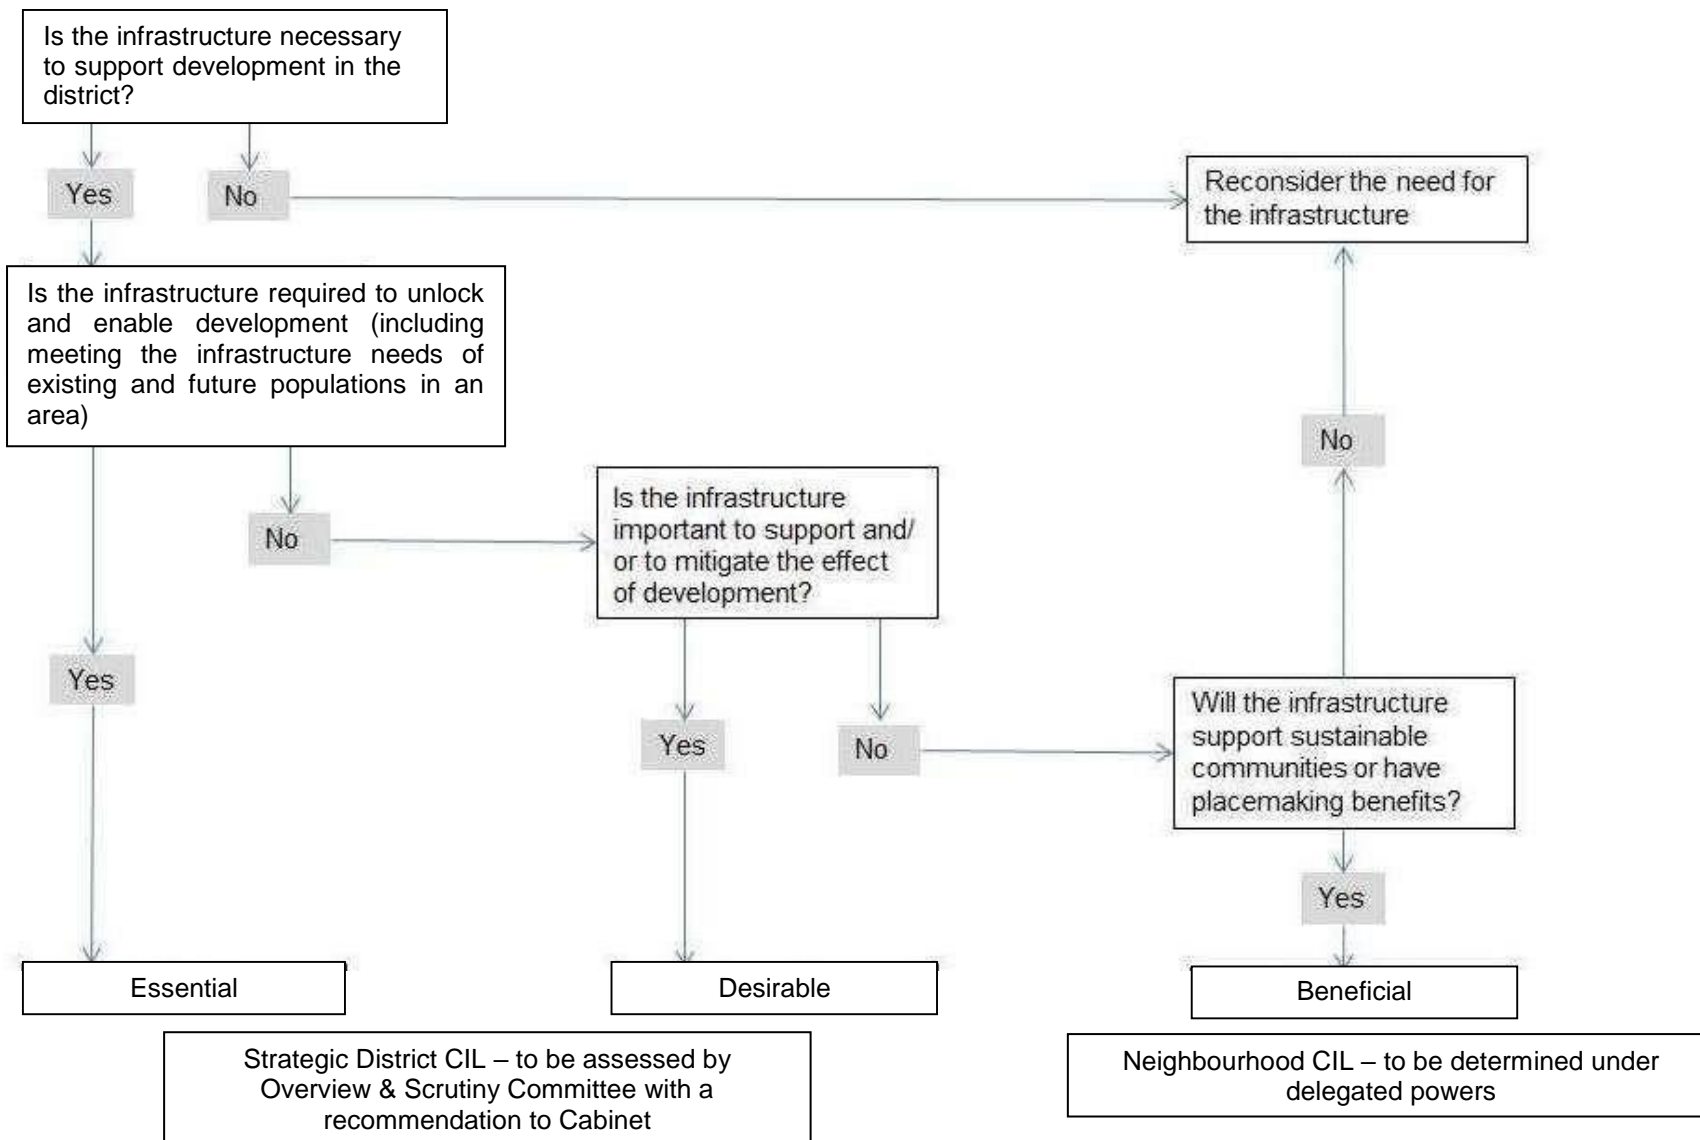 Is the infrastructure necessary
to support development in the
district?
Yes
No
Reconsider the need for
the infrastructure
Is the infrastructure required to unlock
and enable development (including
meeting the infrastructure needs of
existing and future populations in an
area)
No
Is the infrastructure
important to support and/
or to mitigate the effect
of development?
No
Yes
Yes
No
Will the infrastructure
support sustainable
communities or have
placemaking benefits?
Yes
Essential
Desirable
Beneficial
Strategic District CIL – to be assessed by
Overview & Scrutiny Committee with a
recommendation to Cabinet
Neighbourhood CIL – to be determined under
delegated powers